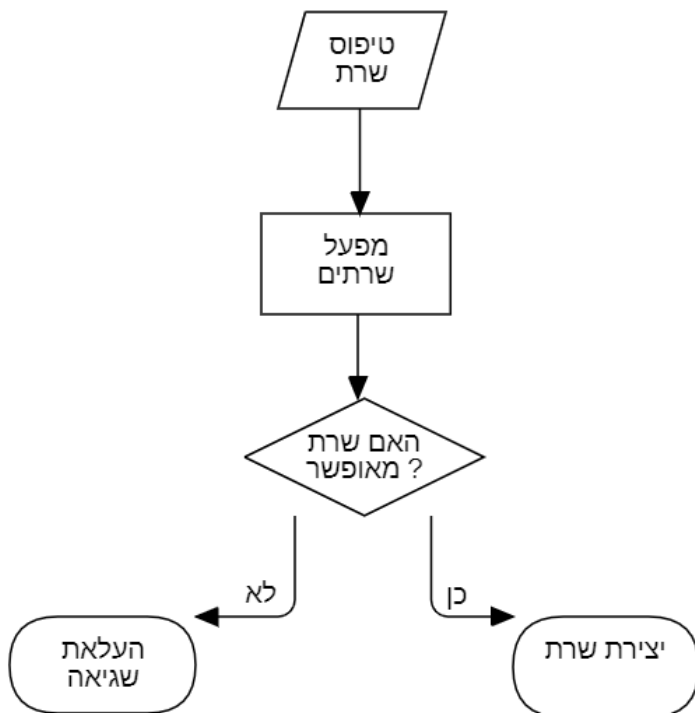 טיפוס
שרת
מפעל
שרתים
האם שרת
מאופשר ?
לא
כן
העלאת
שגיאה
יצירת שרת